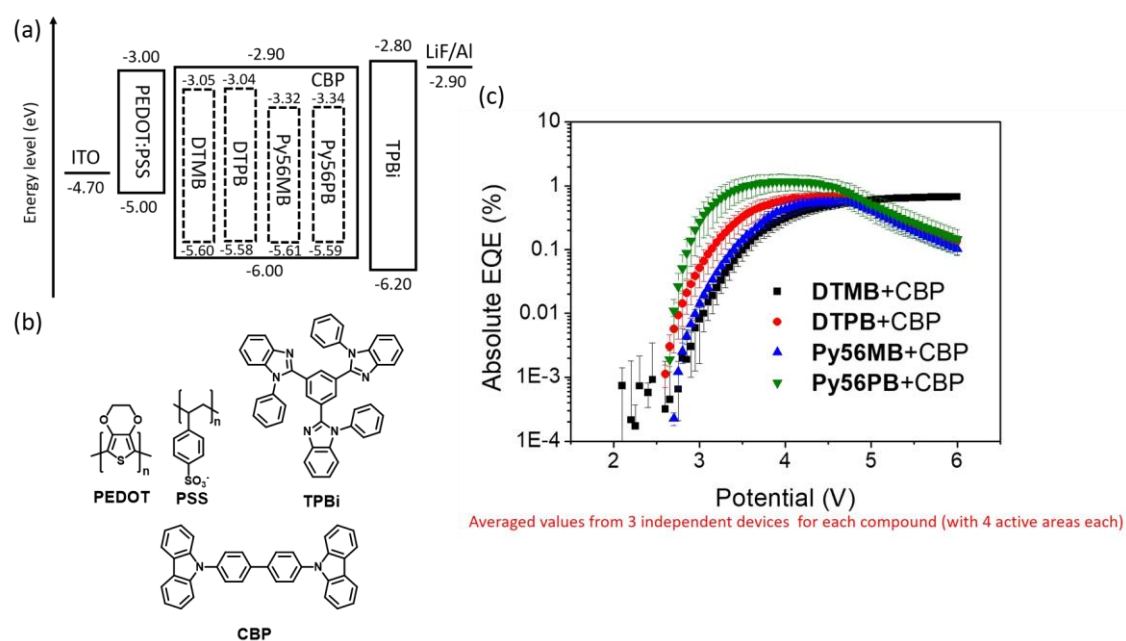 (a)
Energy level (eV)
ITO
-4.70
-3.00
PEDOT:PSS
-5.00
-2.90
CBP
-3.05
DTMB
-5.60
-3.04
DTPB
-5.58
-3.32
Py56MB
-5.61
-3.34
Py56PB
-5.59
-6.00
-2.80
TPBi
-6.20
LiF/Al
-2.90
(b)
O
O
S
n
PEDOT
n
SO3-
PSS
N
N
N
N
N
N
TPBi
N
N
CBP
(c)
Absolute EQE (%)
10
1
0.1
0.01
1E-3
1E-4
DTMB+CBP
DTPB+CBP
Py56MB+CBP
Py56PB+CBP
2 3 4 5 6
Potential (V)
Averaged values from 3 independent devices for each compound (with 4 active areas each)